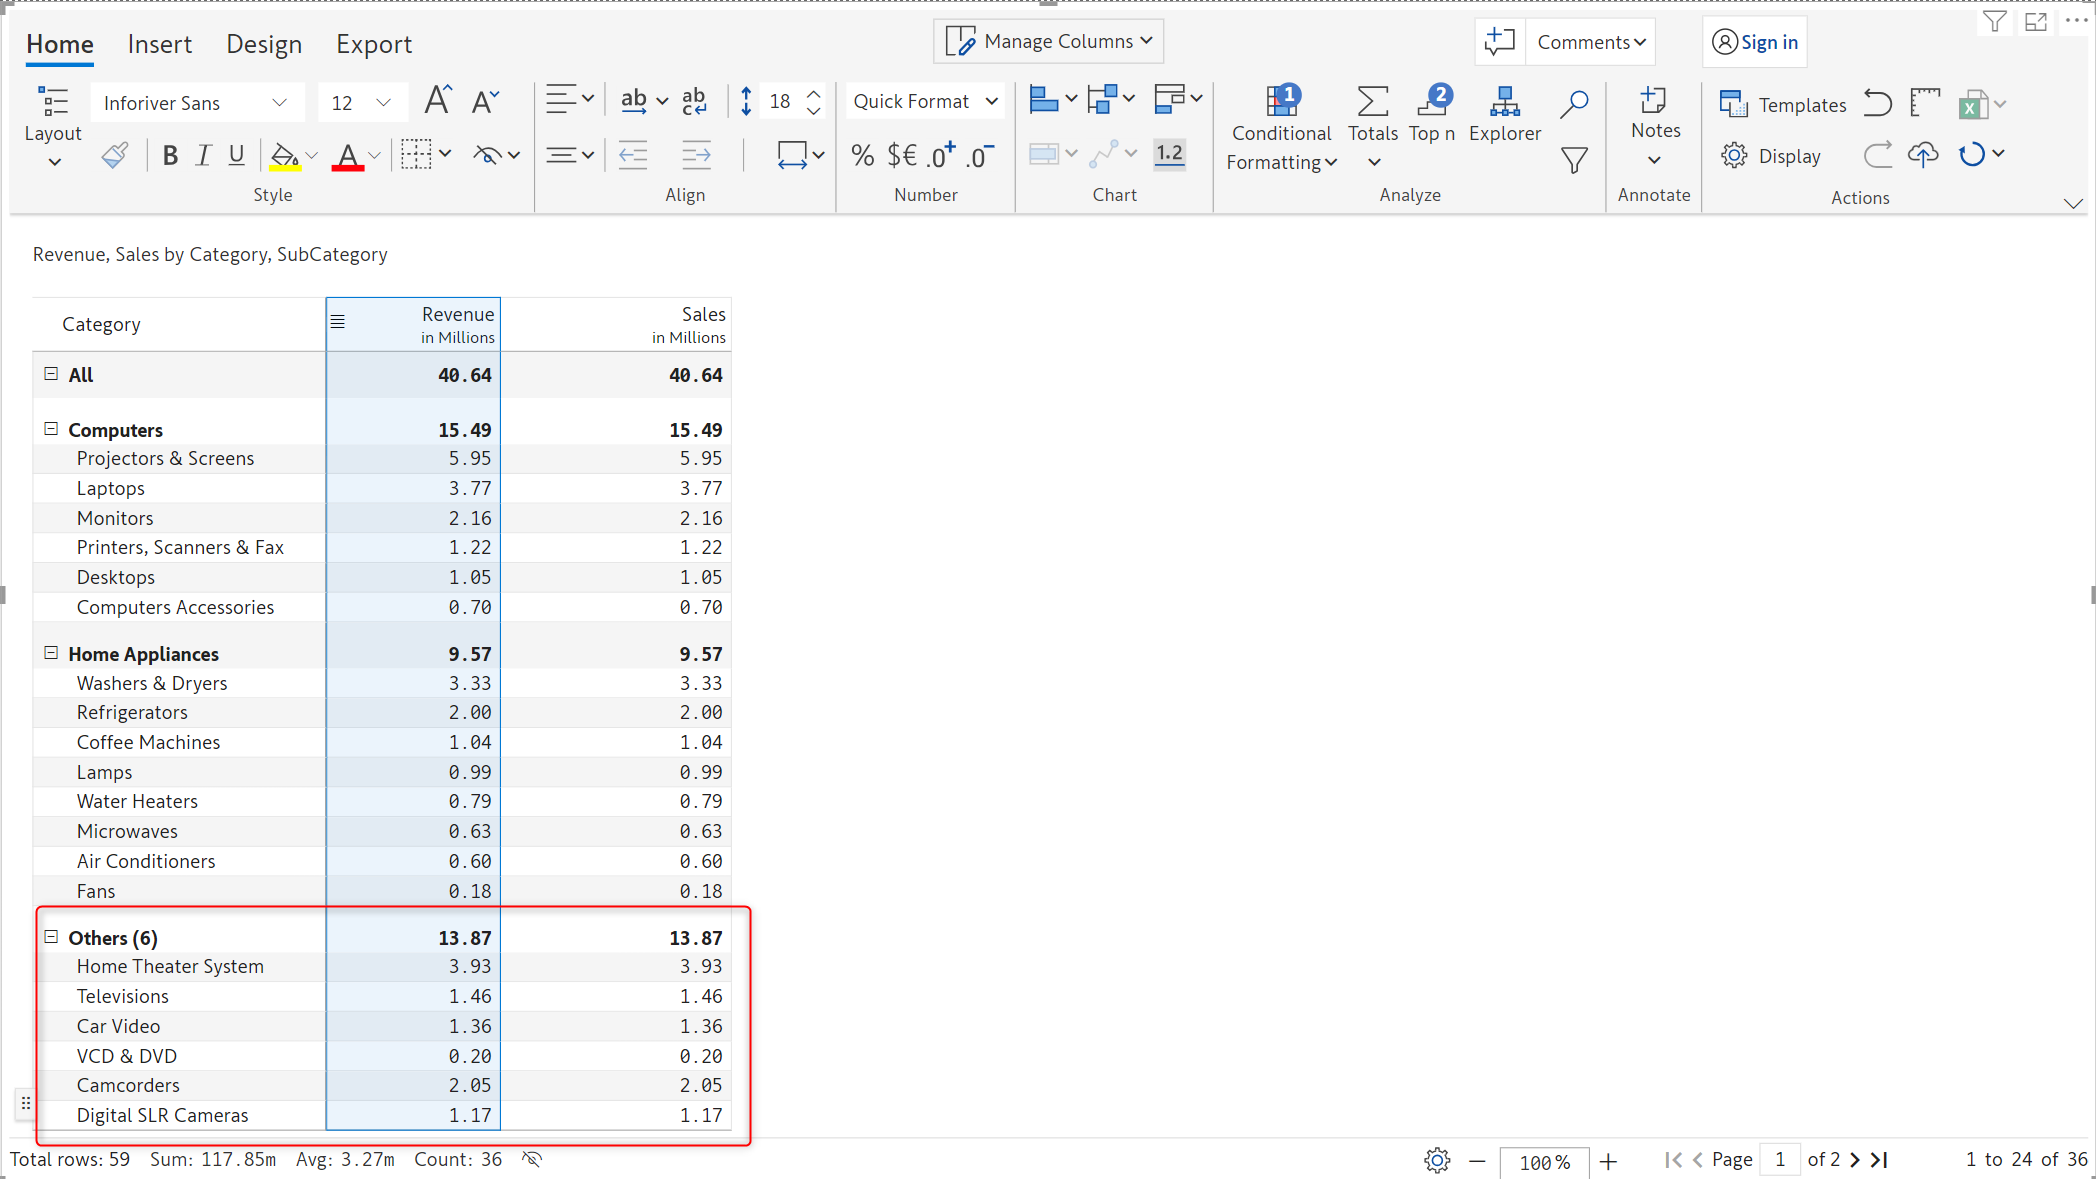 Home Insert Design Export Manage Columns Comments Sign in
Inforiver Sans 12 ab ab 18 Quick Format 1 2 Templates
Layout c Conditional Totals Top n Explorer Notes X
B I U A % $€ .0+ .0− 1.2 Formatting Display
Style Align Number Chart Analyze Annotate Actions
Revenue, Sales by Category, SubCategory
Category Revenue Sales
in Millions in Millions
All 40.64 40.64
Computers 15.49 15.49
Projectors & Screens 5.95 5.95
Laptops 3.77 3.77
Monitors 2.16 2.16
Printers, Scanners & Fax 1.22 1.22
Desktops 1.05 1.05
Computers Accessories 0.70 0.70
Home Appliances 9.57 9.57
Washers & Dryers 3.33 3.33
Refrigerators 2.00 2.00
Coffee Machines 1.04 1.04
Lamps 0.99 0.99
Water Heaters 0.79 0.79
Microwaves 0.63 0.63
Air Conditioners 0.60 0.60
Fans 0.18 0.18
Others (6) 13.87 13.87
Home Theater System 3.93 3.93
Televisions 1.46 1.46
Car Video 1.36 1.36
VCD & DVD 0.20 0.20
Camcorders 2.05 2.05
Digital SLR Cameras 1.17 1.17
Total rows: 59 Sum: 117.85m Avg: 3.27m Count: 36 100% Page 1 of 2 1 to 24 of 36